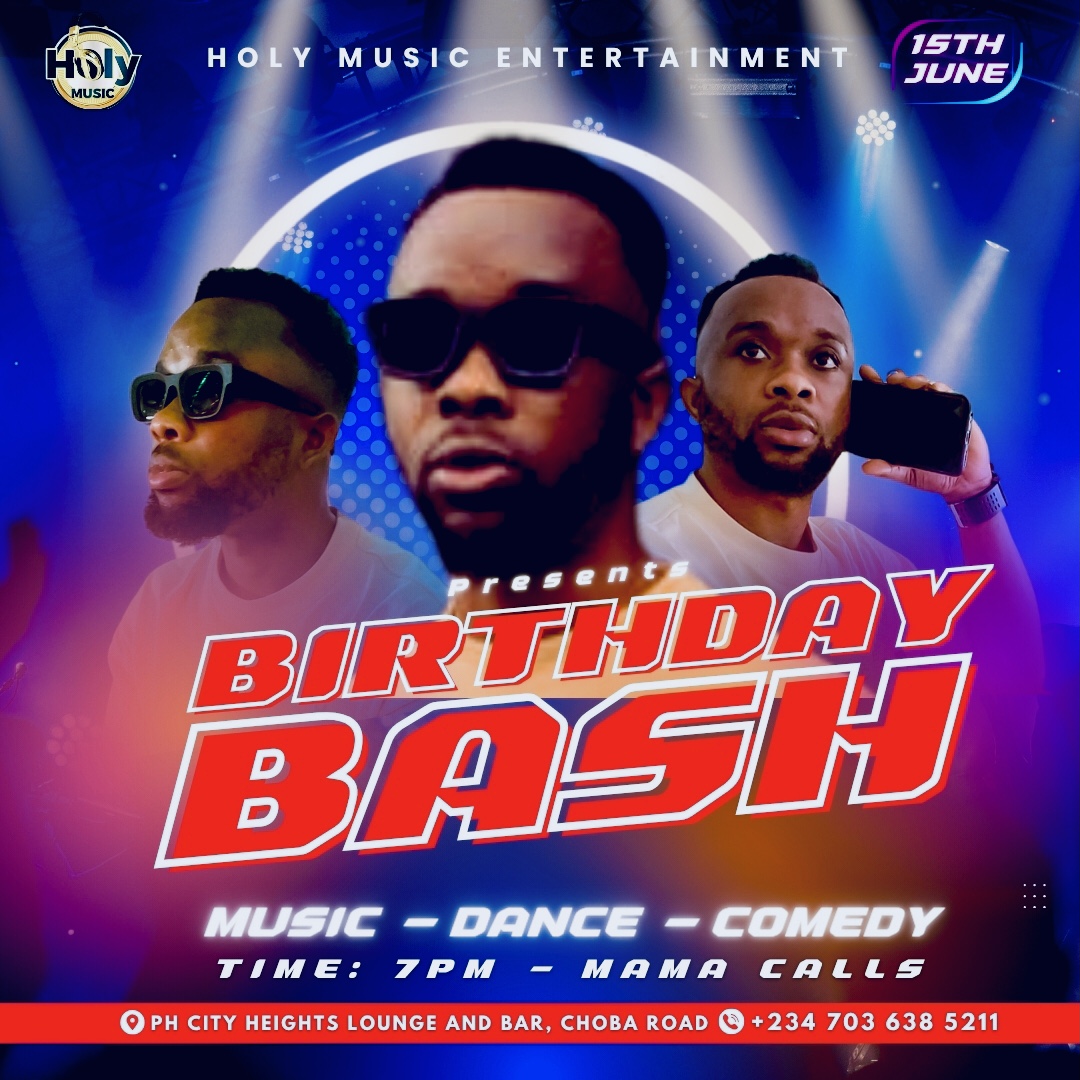 Holy
MUSIC
HOLY MUSIC ENTERTAINMENT
15TH
JUNE
Presents
BIRTHDAY
BASH
MUSIC - DANCE - COMEDY
TIME: 7PM - MAMA CALLS
PH CITY HEIGHTS LOUNGE AND BAR, CHOBA ROAD +234 703 638 5211